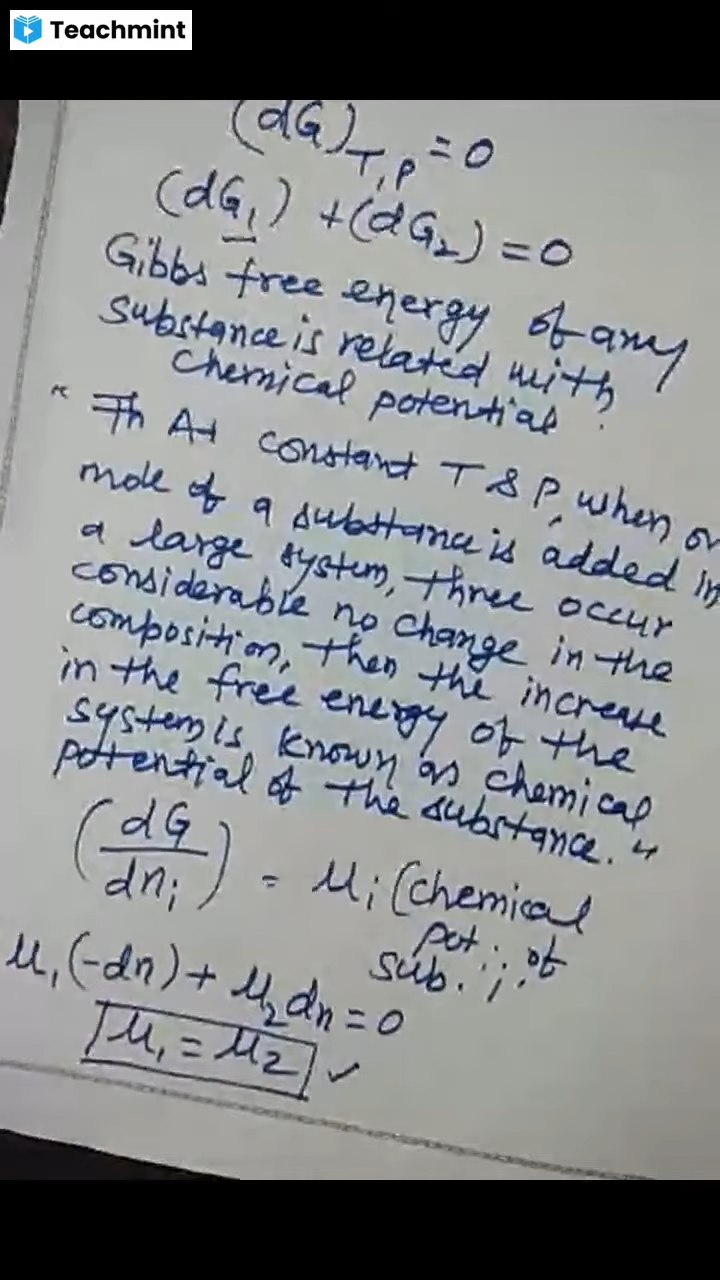 Teachmint
(dG)T,P = 0
(dG₁) + (dG₂) = 0
Gibbs free energy of any
substance is related with
chemical potential.
" Th At constant T & P, when on
mole of a substance is added in
a large system, three occur
considerable no change in the
composition, then the increase
in the free energy of the
system is known as chemical
potential of the substance. "
(dG/dnᵢ) = μᵢ (chemical
pot. of
sub. i.
μ₁(-dn) + μ₂dn = 0
μ₁ = μ₂ ✓